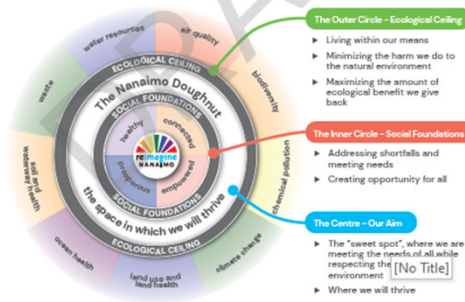 water resources
air quality
waste
biodiversity
soil and
waterway
health
chemical pollution
ocean health
land use and
land health
climate change
ECOLOGICAL CEILING
The Nanaimo Doughnut
SOCIAL FOUNDATIONS
healthy
connected
reimagine
NANAIMO
prosperous
empowered
SOCIAL FOUNDATIONS
the space in which we will thrive
ECOLOGICAL CEILING
The Outer Circle - Ecological Ceiling
► Living within our means
► Minimizing the harm we do to
the natural environment
► Maximizing the amount of
ecological benefit we give
back
The Inner Circle - Social Foundations
► Addressing shortfalls and
meeting needs
► Creating opportunity for all
The Centre - Our Aim
► The "sweet spot", where we are
meeting the needs of all while
respecting the
environment
► Where we will thrive
[No Title]